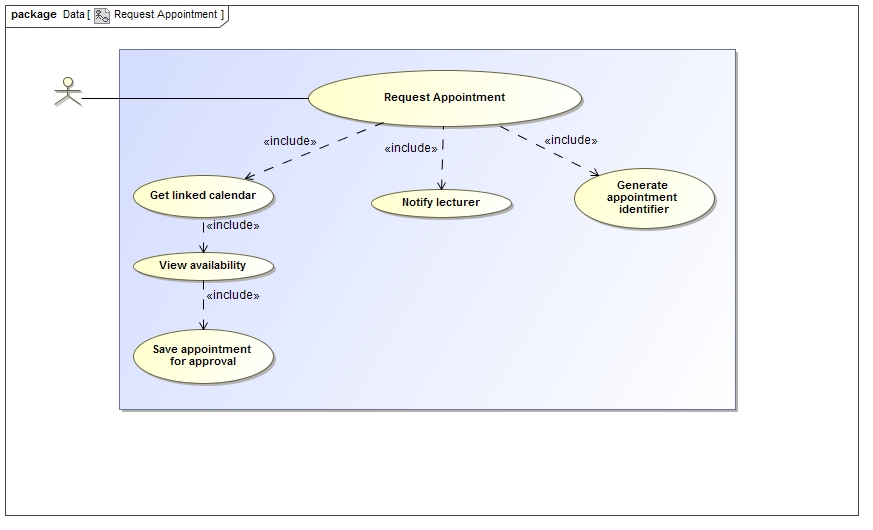 package Data [ Request Appointment ]
Request Appointment
«include»
«include»
«include»
Get linked calendar
Notify lecturer
Generate
appointment
identifier
«include»
View availability
«include»
Save appointment
for approval